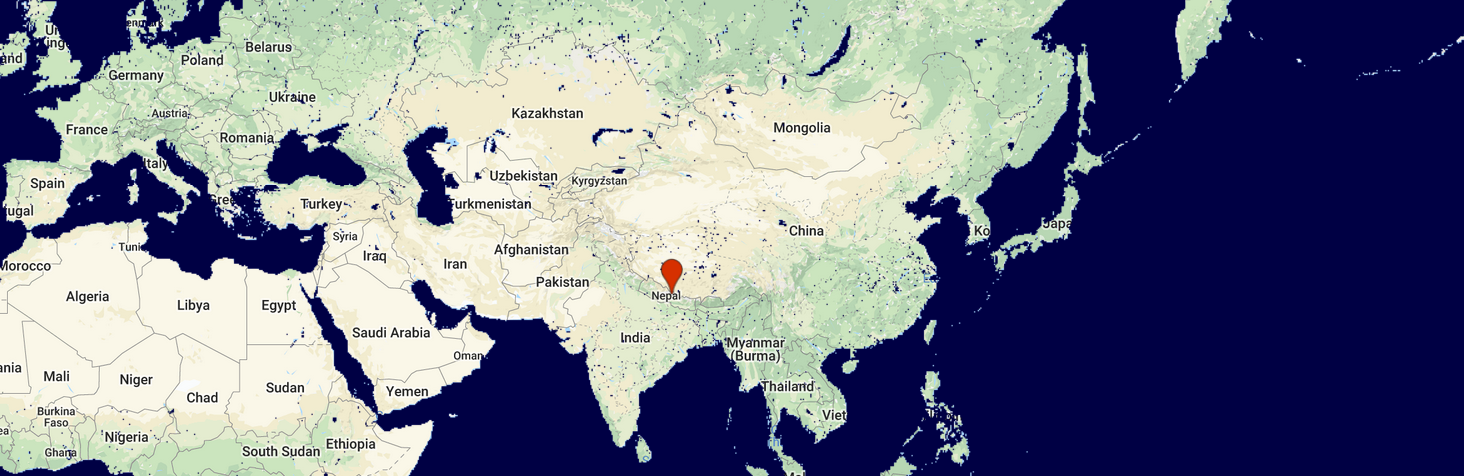 Belarus
Poland
Germany
Ukraine
Austria
Kazakhstan
Mongolia
France
Romania
Italy
Spain
Uzbekistan
Kyrgyzstan
Turkey
Turkmenistan
China
Syria
Afghanistan
Iraq
Iran
Morocco
Pakistan
Algeria
Libya
Egypt
Nepal
Saudi Arabia
India
Myanmar
(Burma)
Oman
Mali
Niger
Sudan
Thailand
Chad
Yemen
Burkina
Faso
Viet
Nigeria
Ghana
South Sudan
Ethiopia